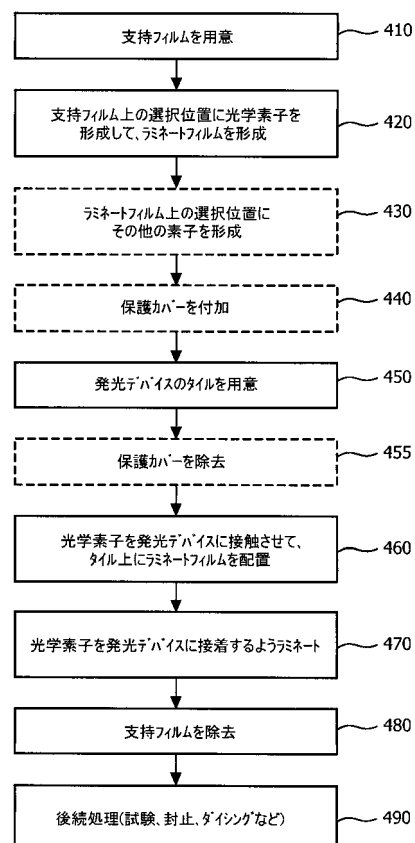 支持フィルムを用意
410
支持フィルム上の選択位置に光学素子を
形成して、ラミネートフィルムを形成
420
ラミネートフィルム上の選択位置に
その他の素子を形成
430
保護カバーを付加
440
発光デバイスのタイルを用意
450
保護カバーを除去
455
光学素子を発光デバイスに接触させて、
タイル上にラミネートフィルムを配置
460
光学素子を発光デバイスに接着するようラミネート
470
支持フィルムを除去
480
後続処理(試験、封止、ダイシングなど)
490